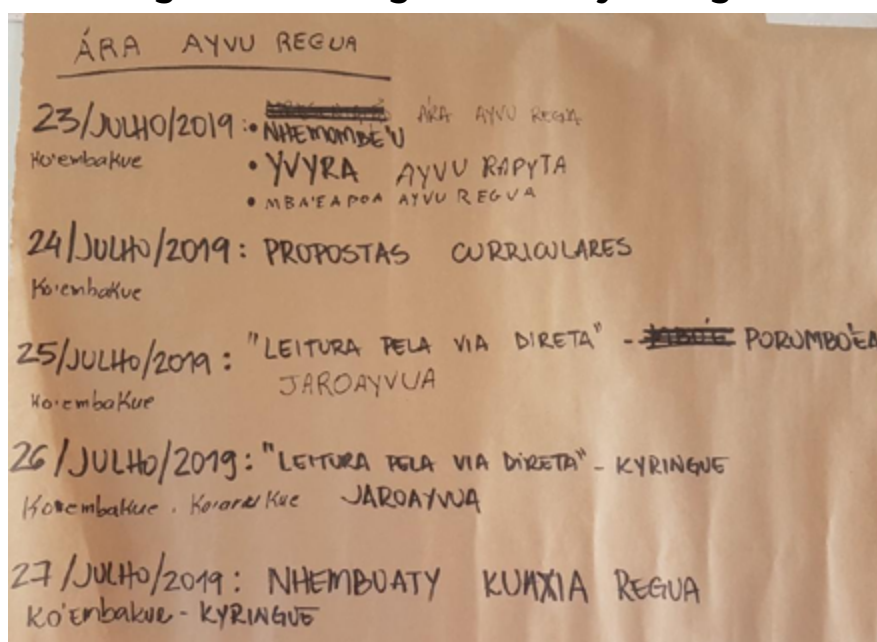 ÁRA AYVU REGUA
23/JULHO/2019: ÁRA AYVU REGUA
• NHEMOMBE'U
Ko'embakue
• YVYRA AYVU RAPYTA
• MBA'EAPOA AYVU REGUA
24/JULHO/2019: PROPOSTAS CURRICULARES
Ko'embakue
25/JULHO/2019: "LEITURA PELA VIA DIRETA" - PORUMBO'EA
JAROAYVUA
Ko'embakue
26/JULHO/2019: "LEITURA PELA VIA DIRETA" - KYRINGUE
Ko'embakue. Kue JAROAYVUA
27/JULHO/2019: NHEMBOATY KUAXIA REGUA
KO'Embakue - KYRINGUE